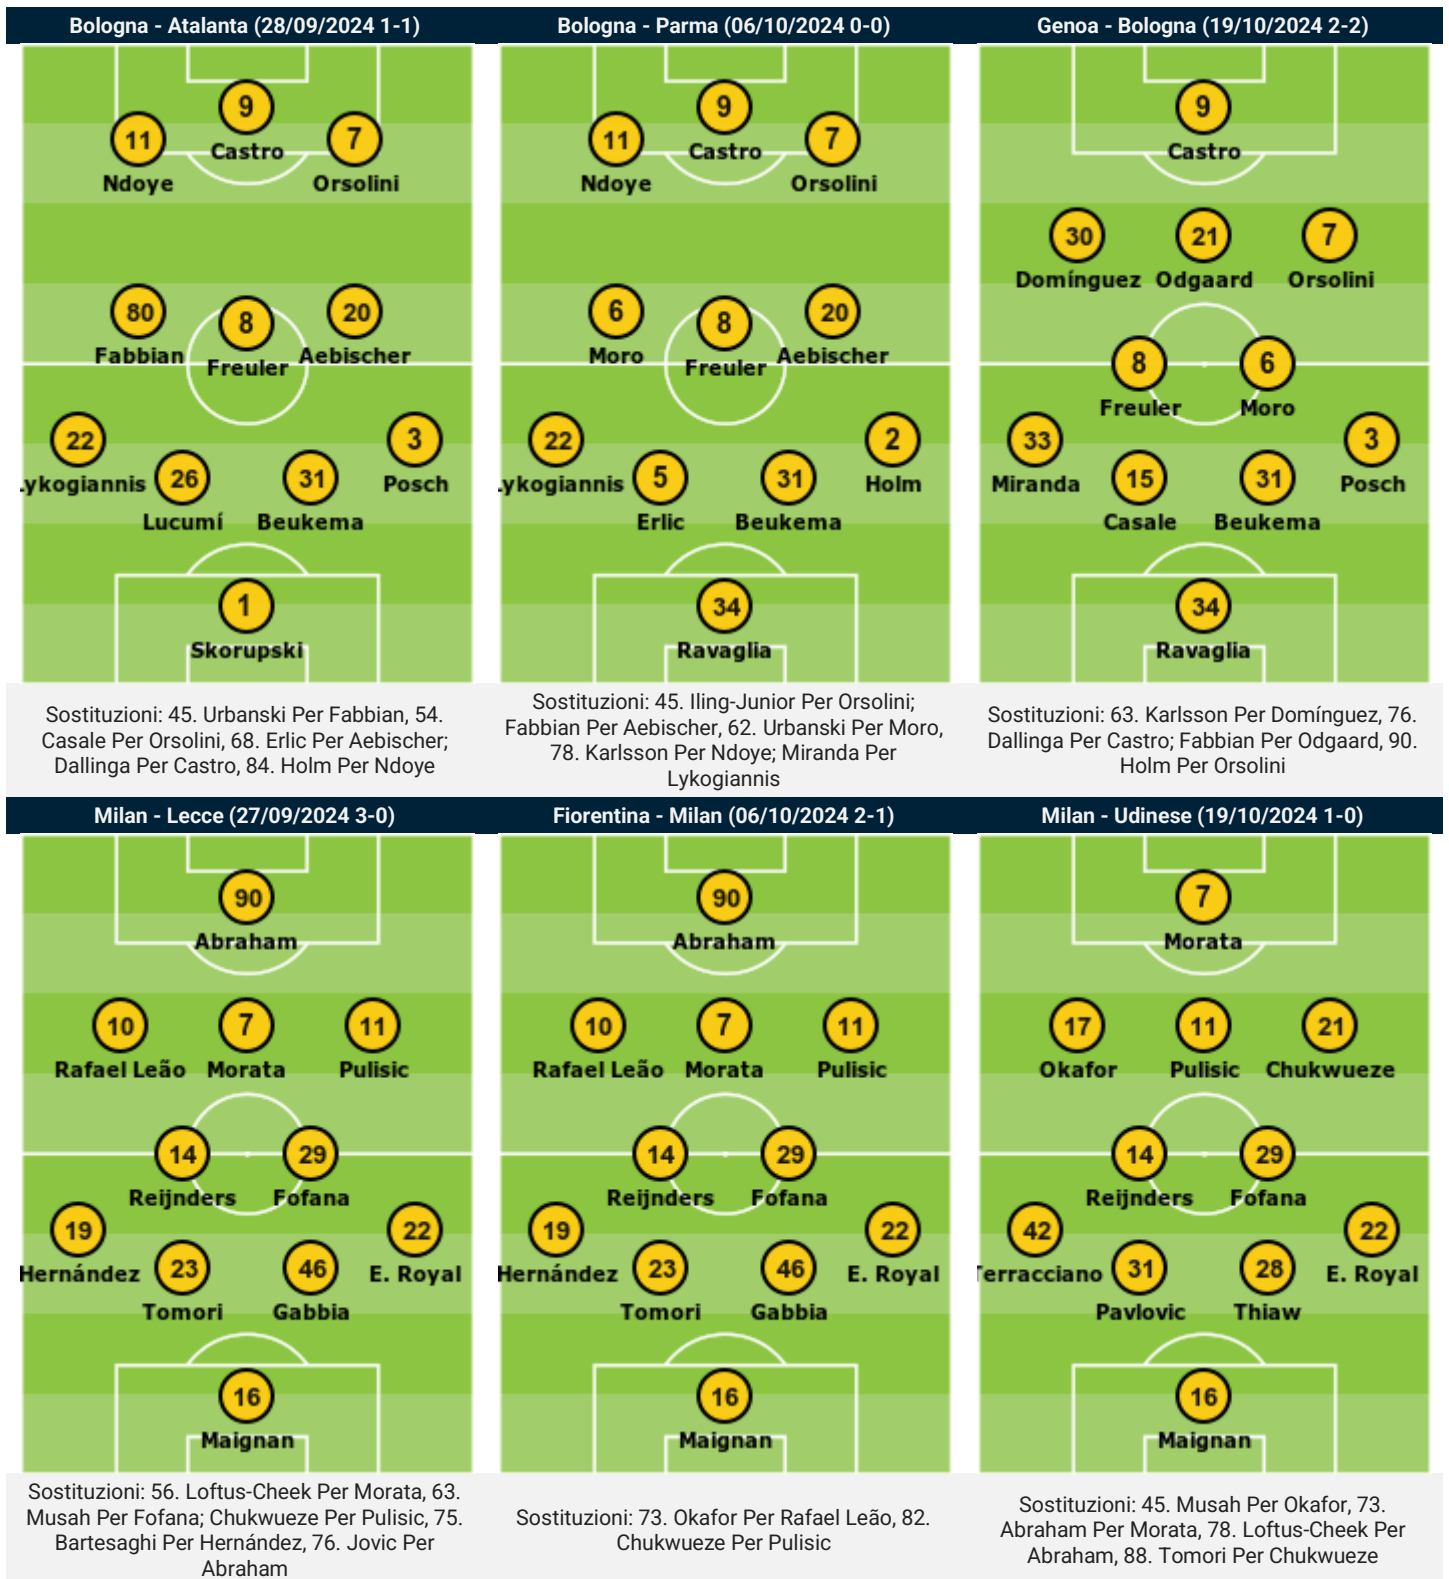 Bologna - Atalanta (28/09/2024 1-1)
9
Castro
11
7
Ndoye
Orsolini
80
8
20
Fabbian
Freuler
Aebischer
22
3
Lykogiannis
26
31
Posch
Lucumí
Beukema
1
Skorupski
Sostituzioni: 45. Urbanski Per Fabbian, 54.
Casale Per Orsolini, 68. Erlic Per Aebischer;
Dallinga Per Castro, 84. Holm Per Ndoye
Bologna - Parma (06/10/2024 0-0)
9
Castro
11
7
Ndoye
Orsolini
6
8
20
Moro
Freuler
Aebischer
22
2
Lykogiannis
5
31
Holm
Erlic
Beukema
34
Ravaglia
Sostituzioni: 45. Iling-Junior Per Orsolini;
Fabbian Per Aebischer, 62. Urbanski Per Moro,
78. Karlsson Per Ndoye; Miranda Per
Lykogiannis
Genoa - Bologna (19/10/2024 2-2)
9
Castro
30
21
7
Domínguez
Odgaard
Orsolini
8
6
Freuler
Moro
33
3
Miranda
15
31
Posch
Casale
Beukema
34
Ravaglia
Sostituzioni: 63. Karlsson Per Domínguez, 76.
Dallinga Per Castro; Fabbian Per Odgaard, 90.
Holm Per Orsolini
Milan - Lecce (27/09/2024 3-0)
90
Abraham
10
7
11
Rafael Leão
Morata
Pulisic
14
29
Reijnders
Fofana
19
22
Hernández
23
46
E. Royal
Tomori
Gabbia
16
Maignan
Sostituzioni: 56. Loftus-Cheek Per Morata, 63.
Musah Per Fofana; Chukwueze Per Pulisic, 75.
Bartesaghi Per Hernández, 76. Jovic Per
Abraham
Fiorentina - Milan (06/10/2024 2-1)
90
Abraham
10
7
11
Rafael Leão
Morata
Pulisic
14
29
Reijnders
Fofana
19
22
Hernández
23
46
E. Royal
Tomori
Gabbia
16
Maignan
Sostituzioni: 73. Okafor Per Rafael Leão, 82.
Chukwueze Per Pulisic
Milan - Udinese (19/10/2024 1-0)
7
Morata
17
11
21
Okafor
Pulisic
Chukwueze
14
29
Reijnders
Fofana
42
22
Terracciano
31
28
E. Royal
Pavlovic
Thiaw
16
Maignan
Sostituzioni: 45. Musah Per Okafor, 73.
Abraham Per Morata, 78. Loftus-Cheek Per
Abraham, 88. Tomori Per Chukwueze